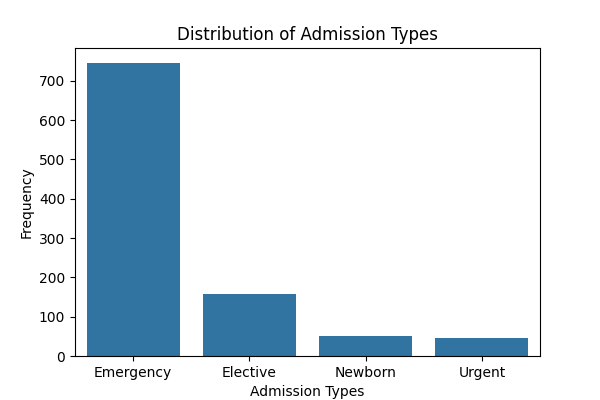 Distribution of Admission Types
Frequency
700
600
500
400
300
200
100
0
Emergency Elective Newborn Urgent
Admission Types